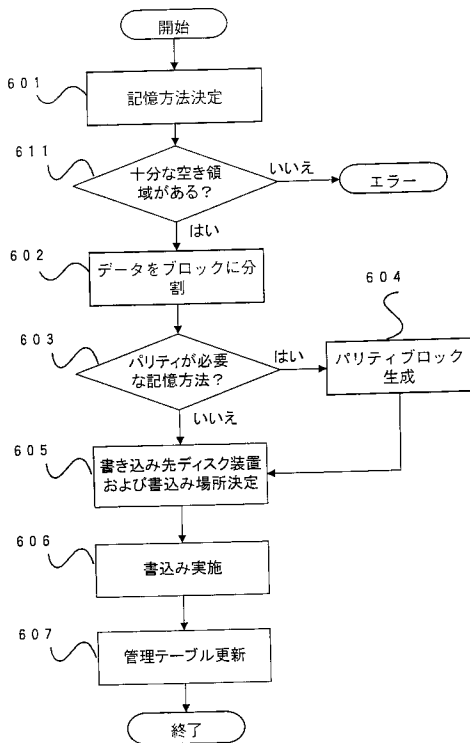 開始
601
記憶方法決定
611
十分な空き領
域がある?
いいえ
エラー
はい
602
データをブロックに分
割
604
603
パリティが必要
な記憶方法?
はい
パリティブロック
生成
いいえ
605
書き込み先ディスク装置
および書込み場所決定
606
書込み実施
607
管理テーブル更新
終了